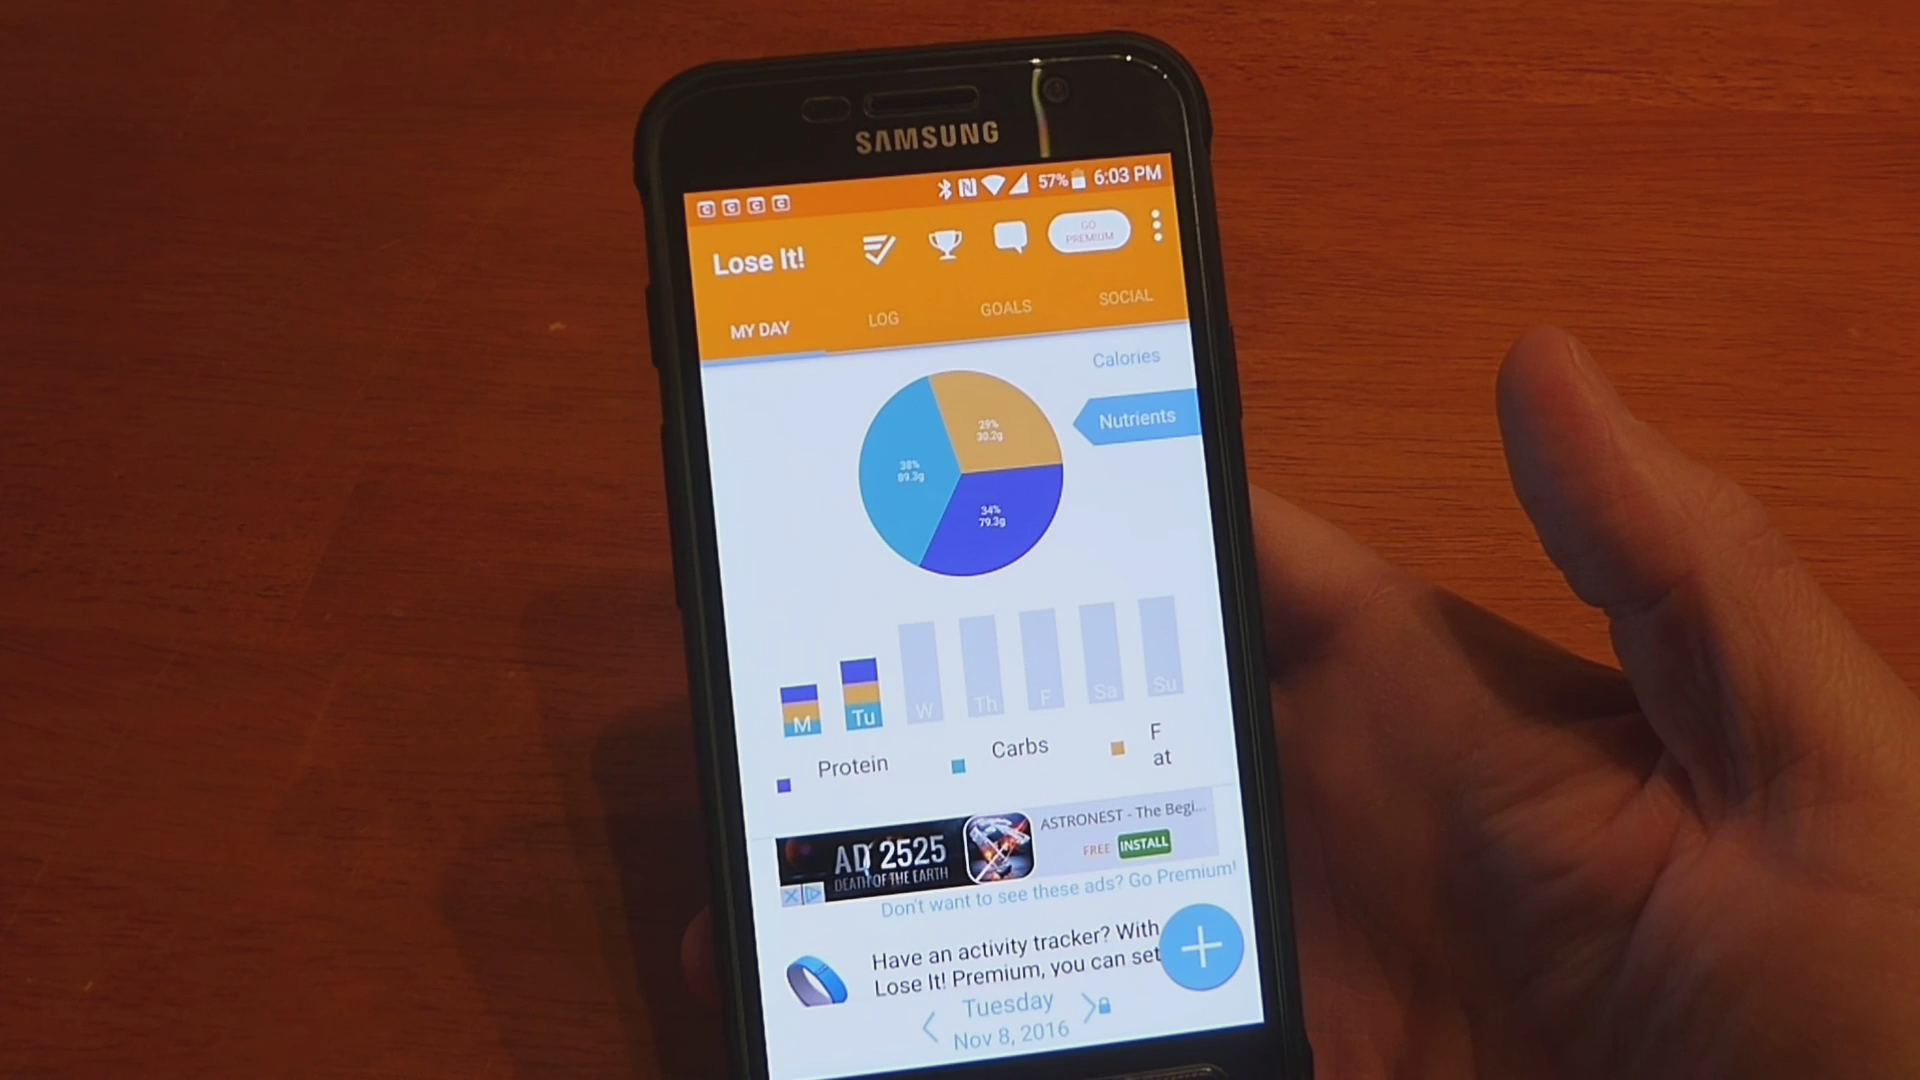 SAMSUNG
57% 6:03 PM
Lose It!
GO PREMIUM
MY DAY
LOG
GOALS
SOCIAL
Calories
Nutrients
29%
30.2g
38%
89.3g
34%
79.3g
M
Tu
W
Th
F
Sa
Su
Protein
Carbs
F
at
AD 2525
DEATH OF THE EARTH
ASTRONEST - The Begi...
FREE INSTALL
Don't want to see these ads? Go Premium!
Have an activity tracker? With
Lose It! Premium, you can set
Tuesday
Nov 8, 2016